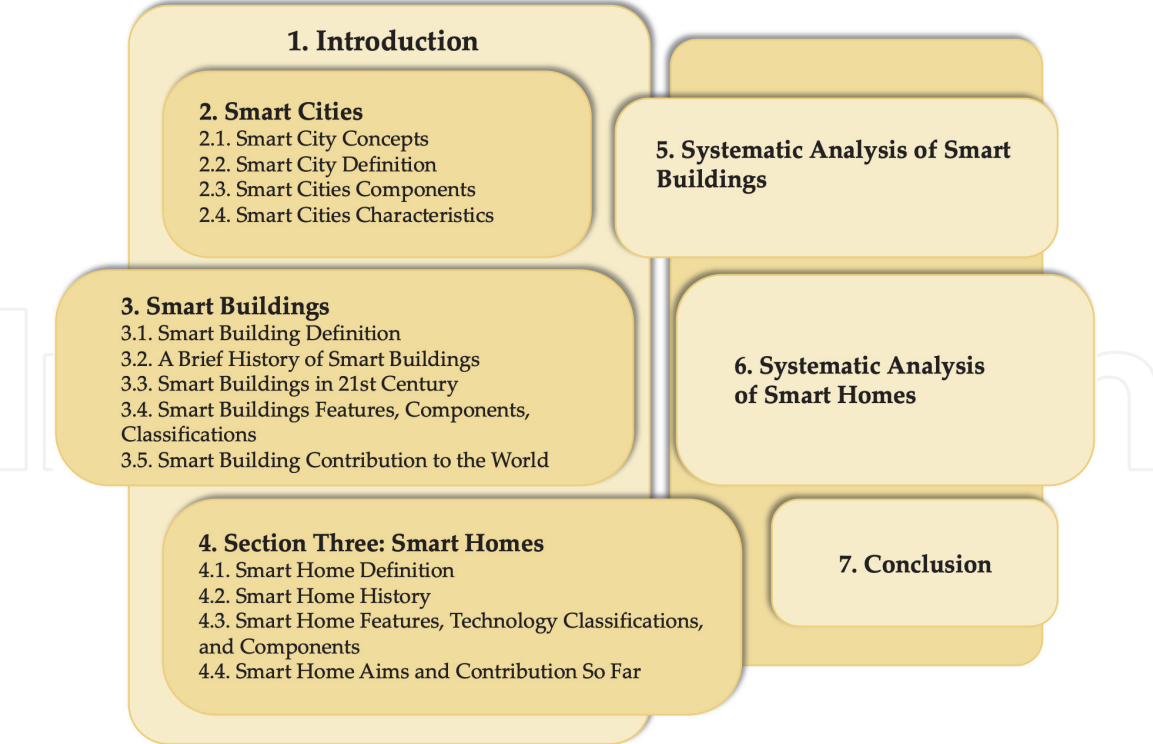 1. Introduction
2. Smart Cities
2.1. Smart City Concepts
2.2. Smart City Definition
2.3. Smart Cities Components
2.4. Smart Cities Characteristics
3. Smart Buildings
3.1. Smart Building Definition
3.2. A Brief History of Smart Buildings
3.3. Smart Buildings in 21st Century
3.4. Smart Buildings Features, Components,
Classifications
3.5. Smart Building Contribution to the World
4. Section Three: Smart Homes
4.1. Smart Home Definition
4.2. Smart Home History
4.3. Smart Home Features, Technology Classifications,
and Components
4.4. Smart Home Aims and Contribution So Far
5. Systematic Analysis of Smart
Buildings
6. Systematic Analysis
of Smart Homes
7. Conclusion